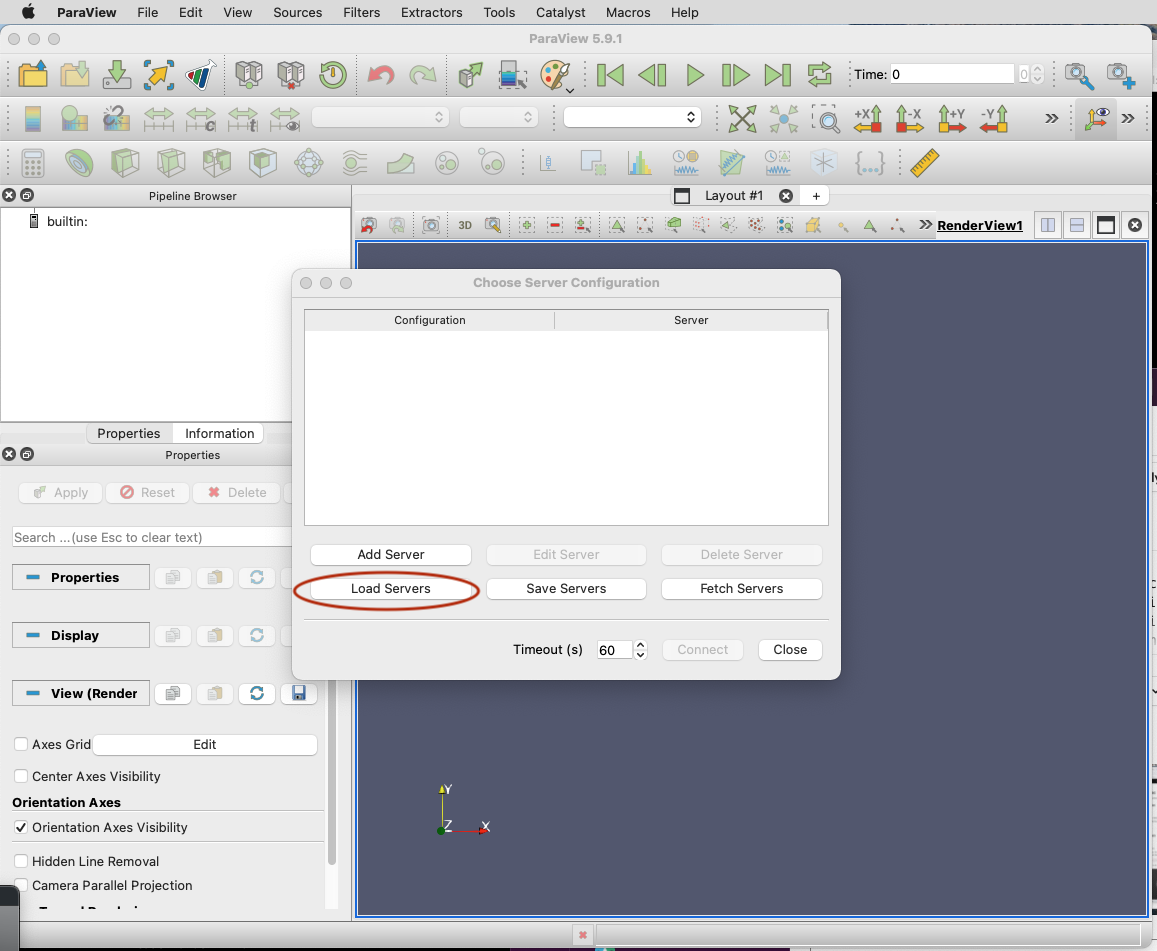 ParaView File Edit View Sources Filters Extractors Tools Catalyst Macros Help
ParaView 5.9.1
Time: 0 0
c t +X -X +Y -Y » »
Pipeline Browser
Layout #1 +
builtin:
3D » RenderView1
Choose Server Configuration
Configuration Server
Properties Information
Properties
Apply Reset Delete
Search ...(use Esc to clear text)
Add Server Edit Server Delete Server
Properties
Load Servers Save Servers Fetch Servers
Display
Timeout (s) 60 Connect Close
View (Render
Axes Grid Edit
Center Axes Visibility
Orientation Axes
Orientation Axes Visibility
Y
Z X
Hidden Line Removal
Camera Parallel Projection